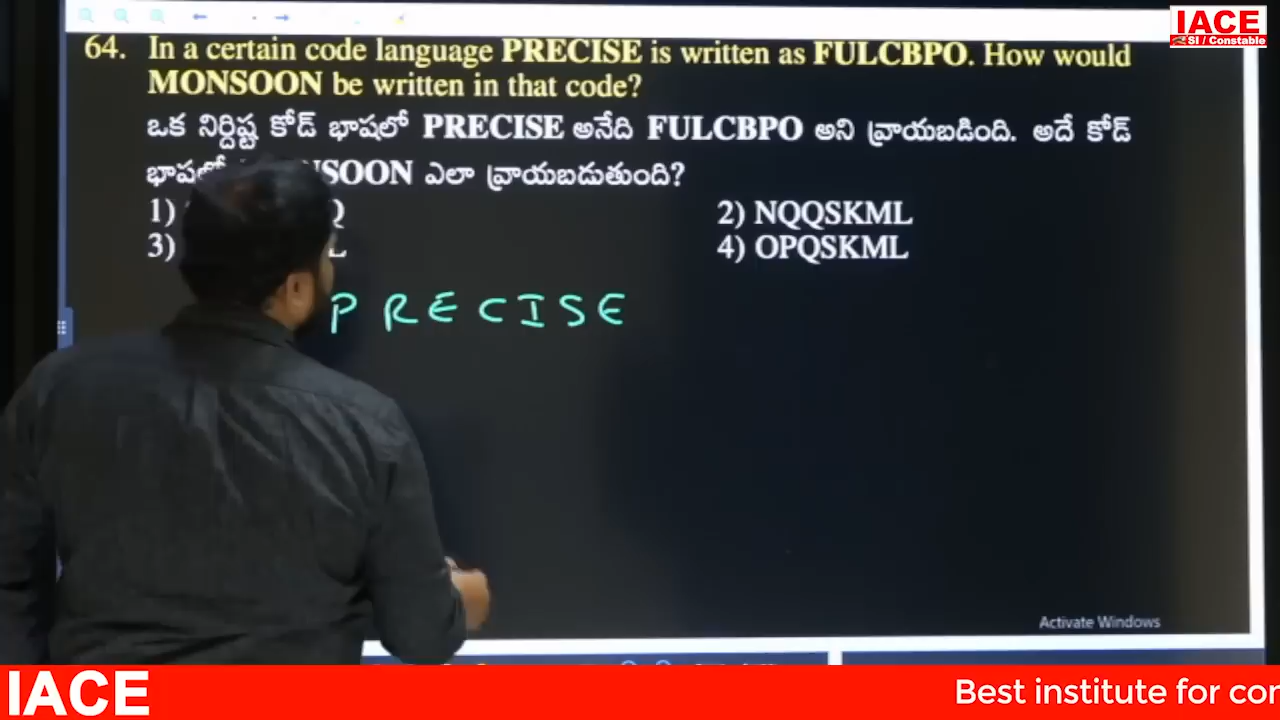 IACE
SI / Constable
64. In a certain code language PRECISE is written as FULCBPO. How would
MONSOON be written in that code?
ఒక నిర్దిష్ట కోడ్ భాషలో PRECISE అనేది FULCBPO అని వ్రాయబడింది. అదే కోడ్
SOON ఎలా వ్రాయబడుతుంది?
1) Q
2) NQQSKML
3) L
4) OPQSKML
PRECISE
Activate Windows
IACE
Best institute for con